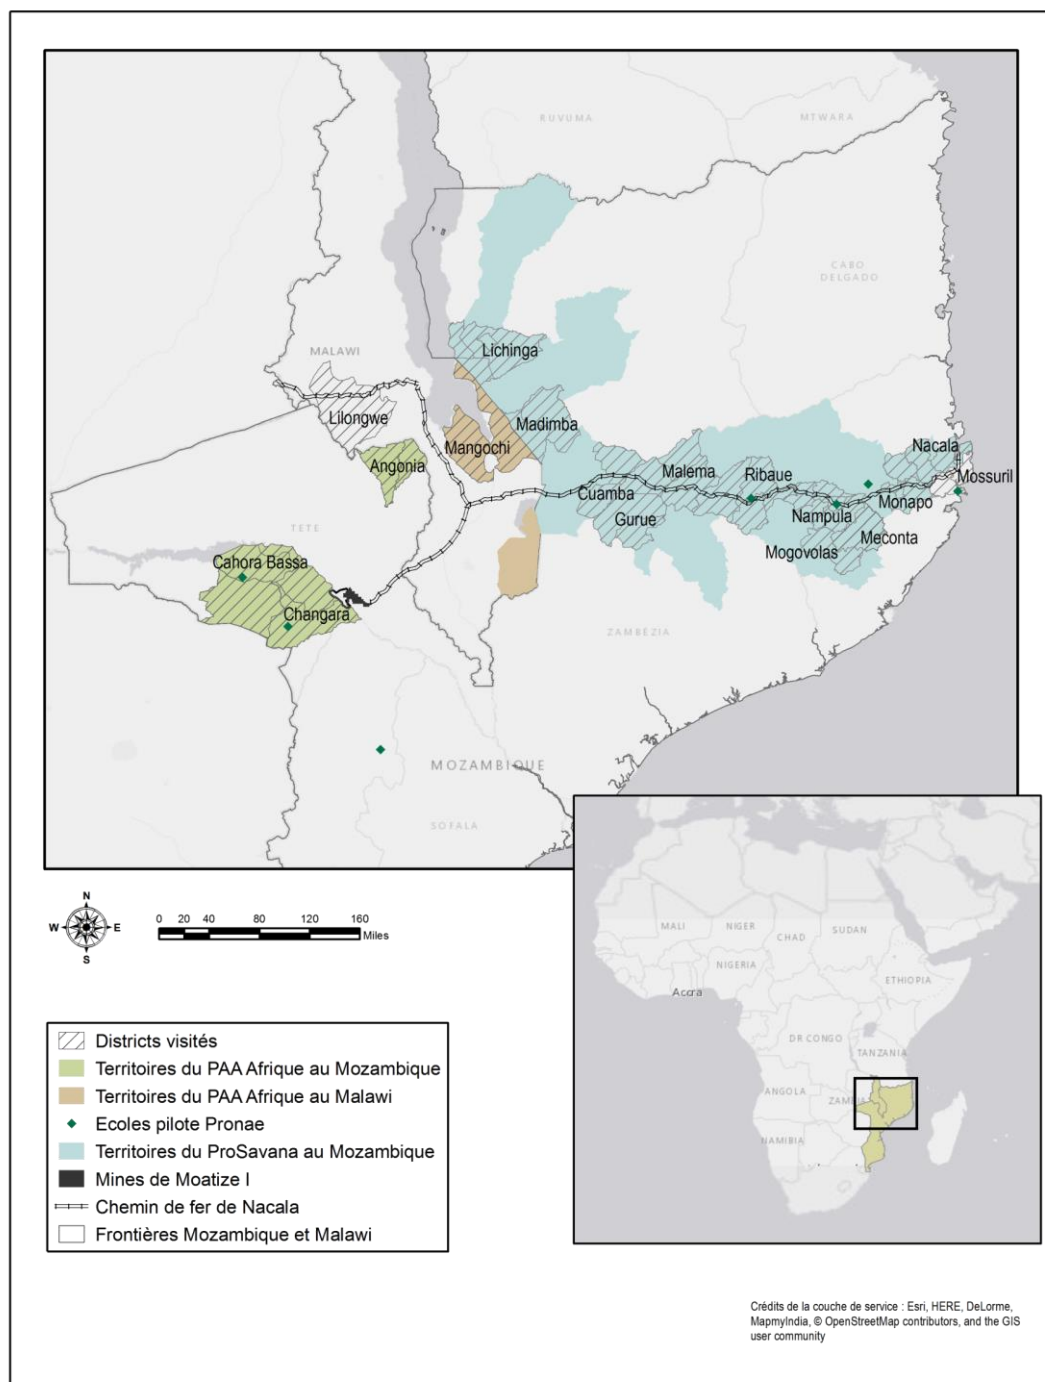 RUVUMA
MTWARA
CABO
DELGADO
MALAWI
Lichinga
Lilongwe
Madimba
Mangochi
Angonia
Nacala
Malema
Ribaue
Mossuril
Cuamba
Monapo
Nampula
Gurue
Meconta
Mogovolas
TETE
Cahora Bassa
Changara
ZAMBÉZIA
MOZAMBIQUE
SOFALA
N
W
E
S
0 20 40 80 120 160
Miles
MALI
NIGER
CHAD
SUDAN
NIGERIA
ETHIOPIA
Accra
DR CONGO
TANZANIA
ANGOLA
NAMIBIA
Districts visités
Territoires du PAA Afrique au Mozambique
Territoires du PAA Afrique au Malawi
Ecoles pilote Pronae
Territoires du ProSavana au Mozambique
Mines de Moatize I
Chemin de fer de Nacala
Frontières Mozambique et Malawi
Crédits de la couche de service : Esri, HERE, DeLorme,
MapmyIndia, © OpenStreetMap contributors, and the GIS
user community